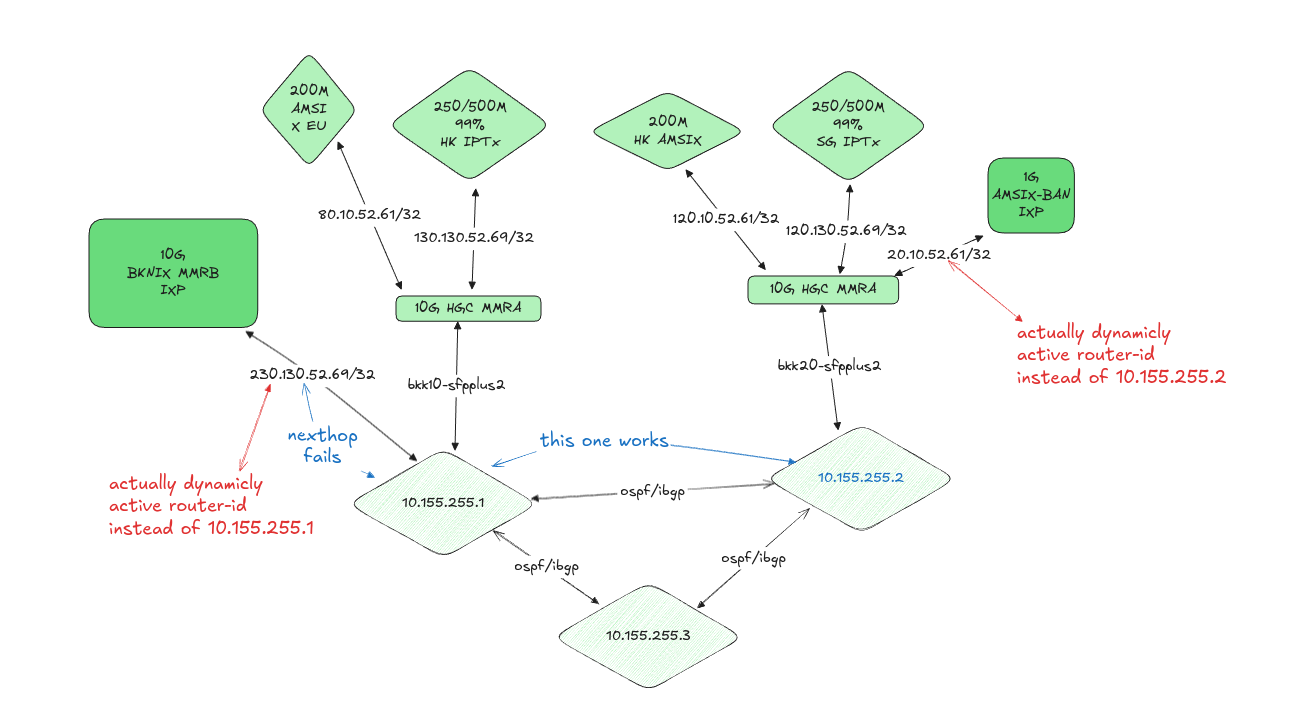 200M
AMSI
X EU
250/500M
99%
HK IPTx
200M
HK AMSIX
250/500M
99%
SG IPTx
1G
AMSIX-BAN
IXP
80.10.52.61/32
130.130.52.69/32
120.10.52.61/32
120.130.52.69/32
20.10.52.61/32
10G
BKNIX MMRB
IXP
10G HGC MMRA
10G HGC MMRA
actually dynamicly
active router-id
instead of 10.155.255.2
230.130.52.69/32
bkk10-sfpplus2
bkk20-sfpplus2
nexthop
fails
this one works
actually dynamicly
active router-id
instead of 10.155.255.1
10.155.255.1
ospf/ibgp
10.155.255.2
ospf/ibgp
ospf/ibgp
10.155.255.3